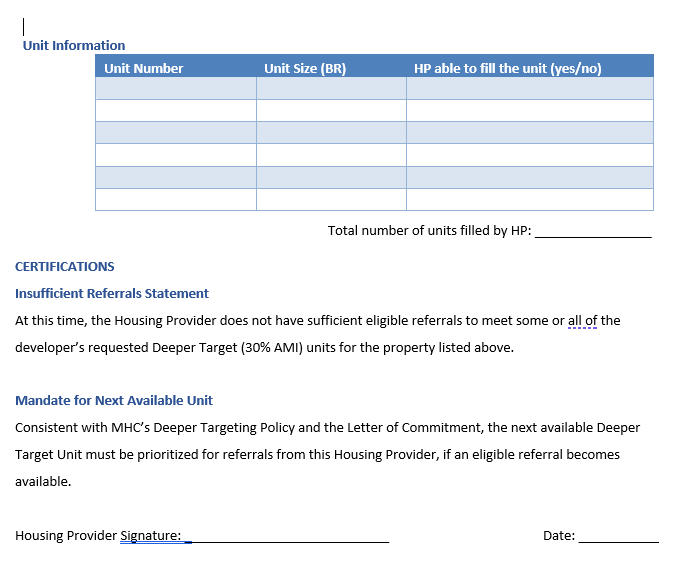 Unit Information
Unit Number Unit Size (BR) HP able to fill the unit (yes/no)
Total number of units filled by HP: _________________
CERTIFICATIONS
Insufficient Referrals Statement
At this time, the Housing Provider does not have sufficient eligible referrals to meet some or all of the
developer’s requested Deeper Target (30% AMI) units for the property listed above.
Mandate for Next Available Unit
Consistent with MHC’s Deeper Targeting Policy and the Letter of Commitment, the next available Deeper
Target Unit must be prioritized for referrals from this Housing Provider, if an eligible referral becomes
available.
Housing Provider Signature: _____________________________ Date: ____________